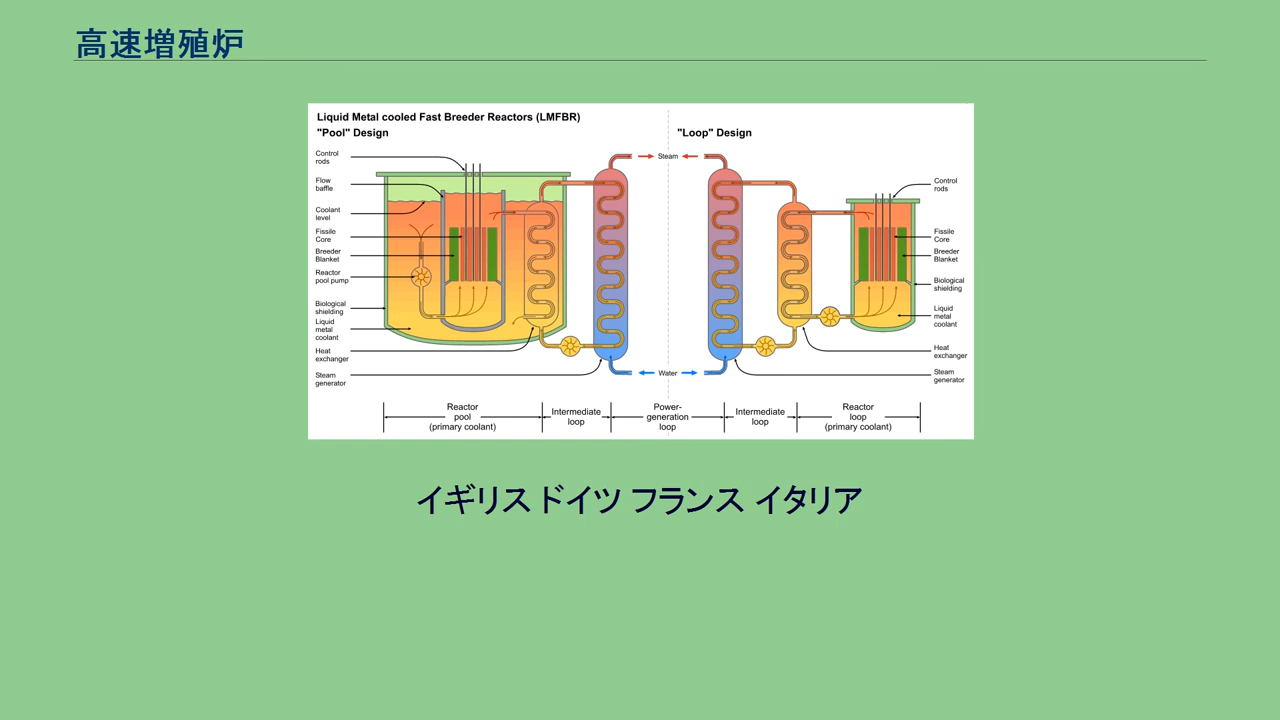 高速増殖炉
Liquid Metal cooled Fast Breeder Reactors (LMFBR)
"Pool" Design
"Loop" Design
Control
rods
Flow
baffle
Coolant
level
Fissile
Core
Breeder
Blanket
Reactor
pool pump
Biological
shielding
Liquid
metal
coolant
Heat
exchanger
Steam
generator
Steam
Water
Control
rods
Fissile
Core
Breeder
Blanket
Biological
shielding
Liquid
metal
coolant
Heat
exchanger
Steam
generator
Reactor
pool
(primary coolant)
Intermediate
loop
Power-
generation
loop
Intermediate
loop
Reactor
loop
(primary coolant)
イギリス ドイツ フランス イタリア